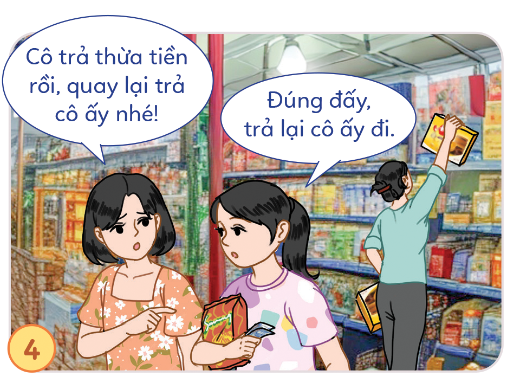 Cô trả thừa tiền
rồi, quay lại trả
cô ấy nhé!
Đúng đấy,
trả lại cô ấy đi.
4